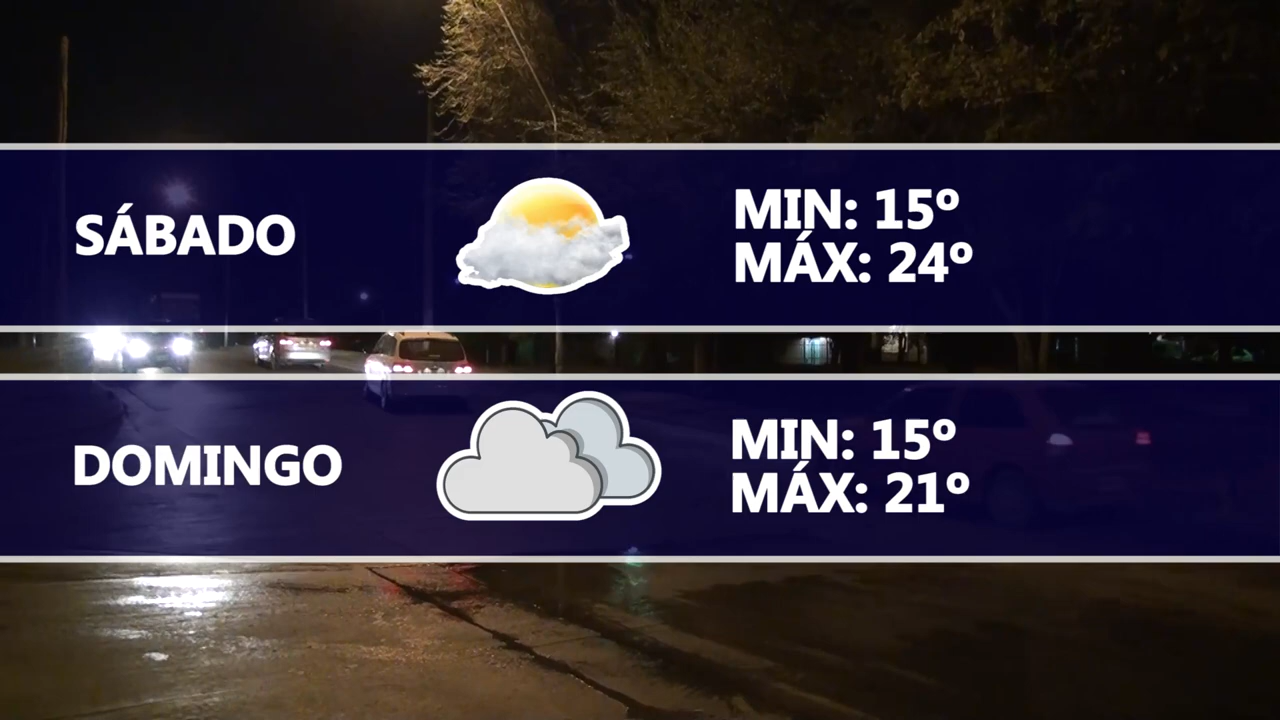 SÁBADO
MIN: 15º
MÁX: 24º
DOMINGO
MIN: 15º
MÁX: 21º